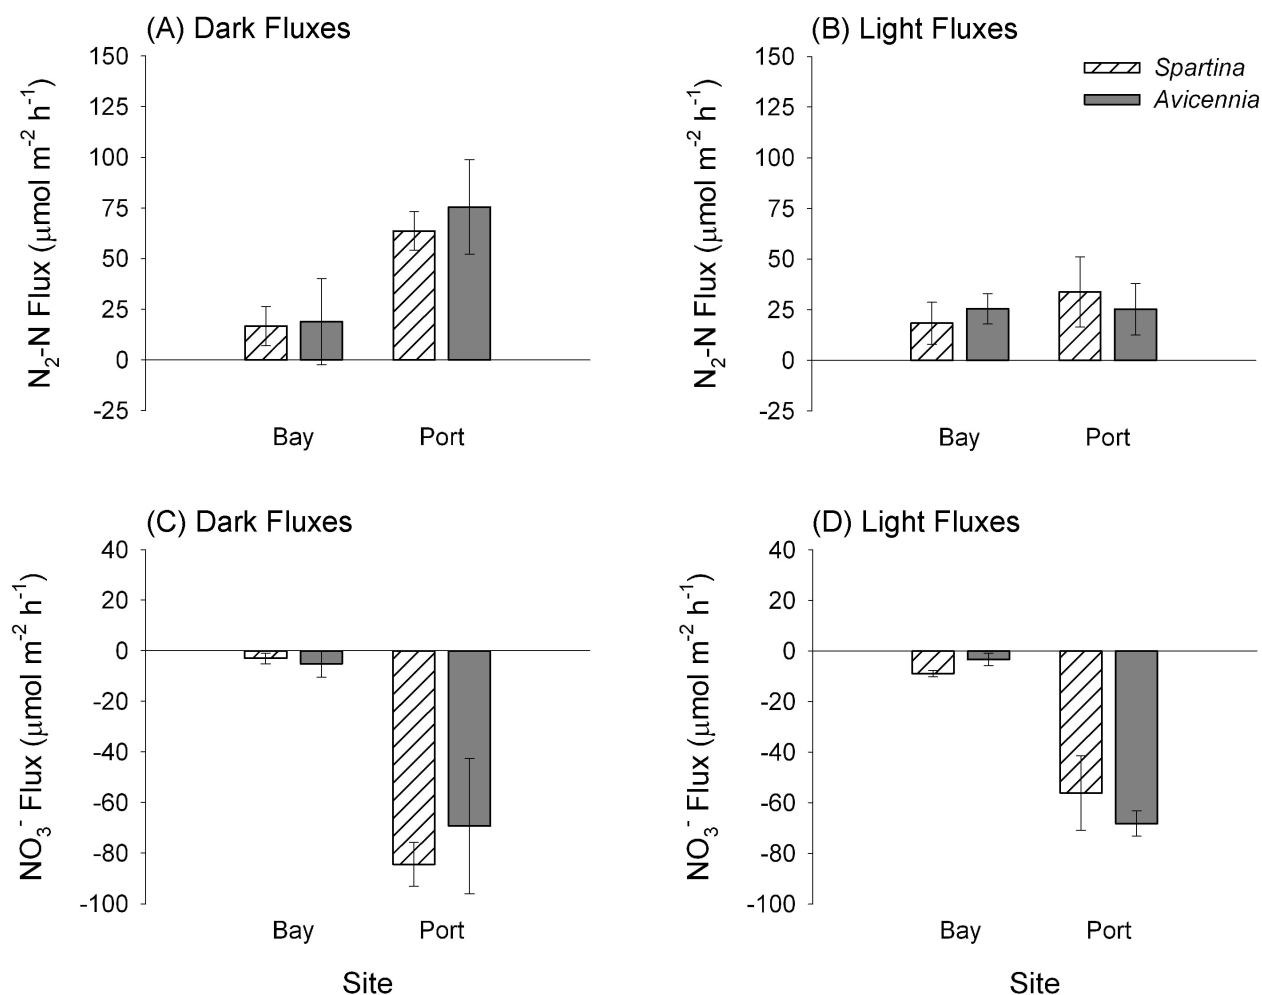 (A) Dark Fluxes
150
125
100
75
50
25
0
-25
N2-N Flux (μmol m-2 h-1)
Bay Port
(B) Light Fluxes
150
125
100
75
50
25
0
-25
N2-N Flux (μmol m-2 h-1)
Spartina
Avicennia
Bay Port
(C) Dark Fluxes
40
20
0
-20
-40
-60
-80
-100
NO3- Flux (μmol m-2 h-1)
Bay Port
Site
(D) Light Fluxes
40
20
0
-20
-40
-60
-80
-100
NO3- Flux (μmol m-2 h-1)
Bay Port
Site